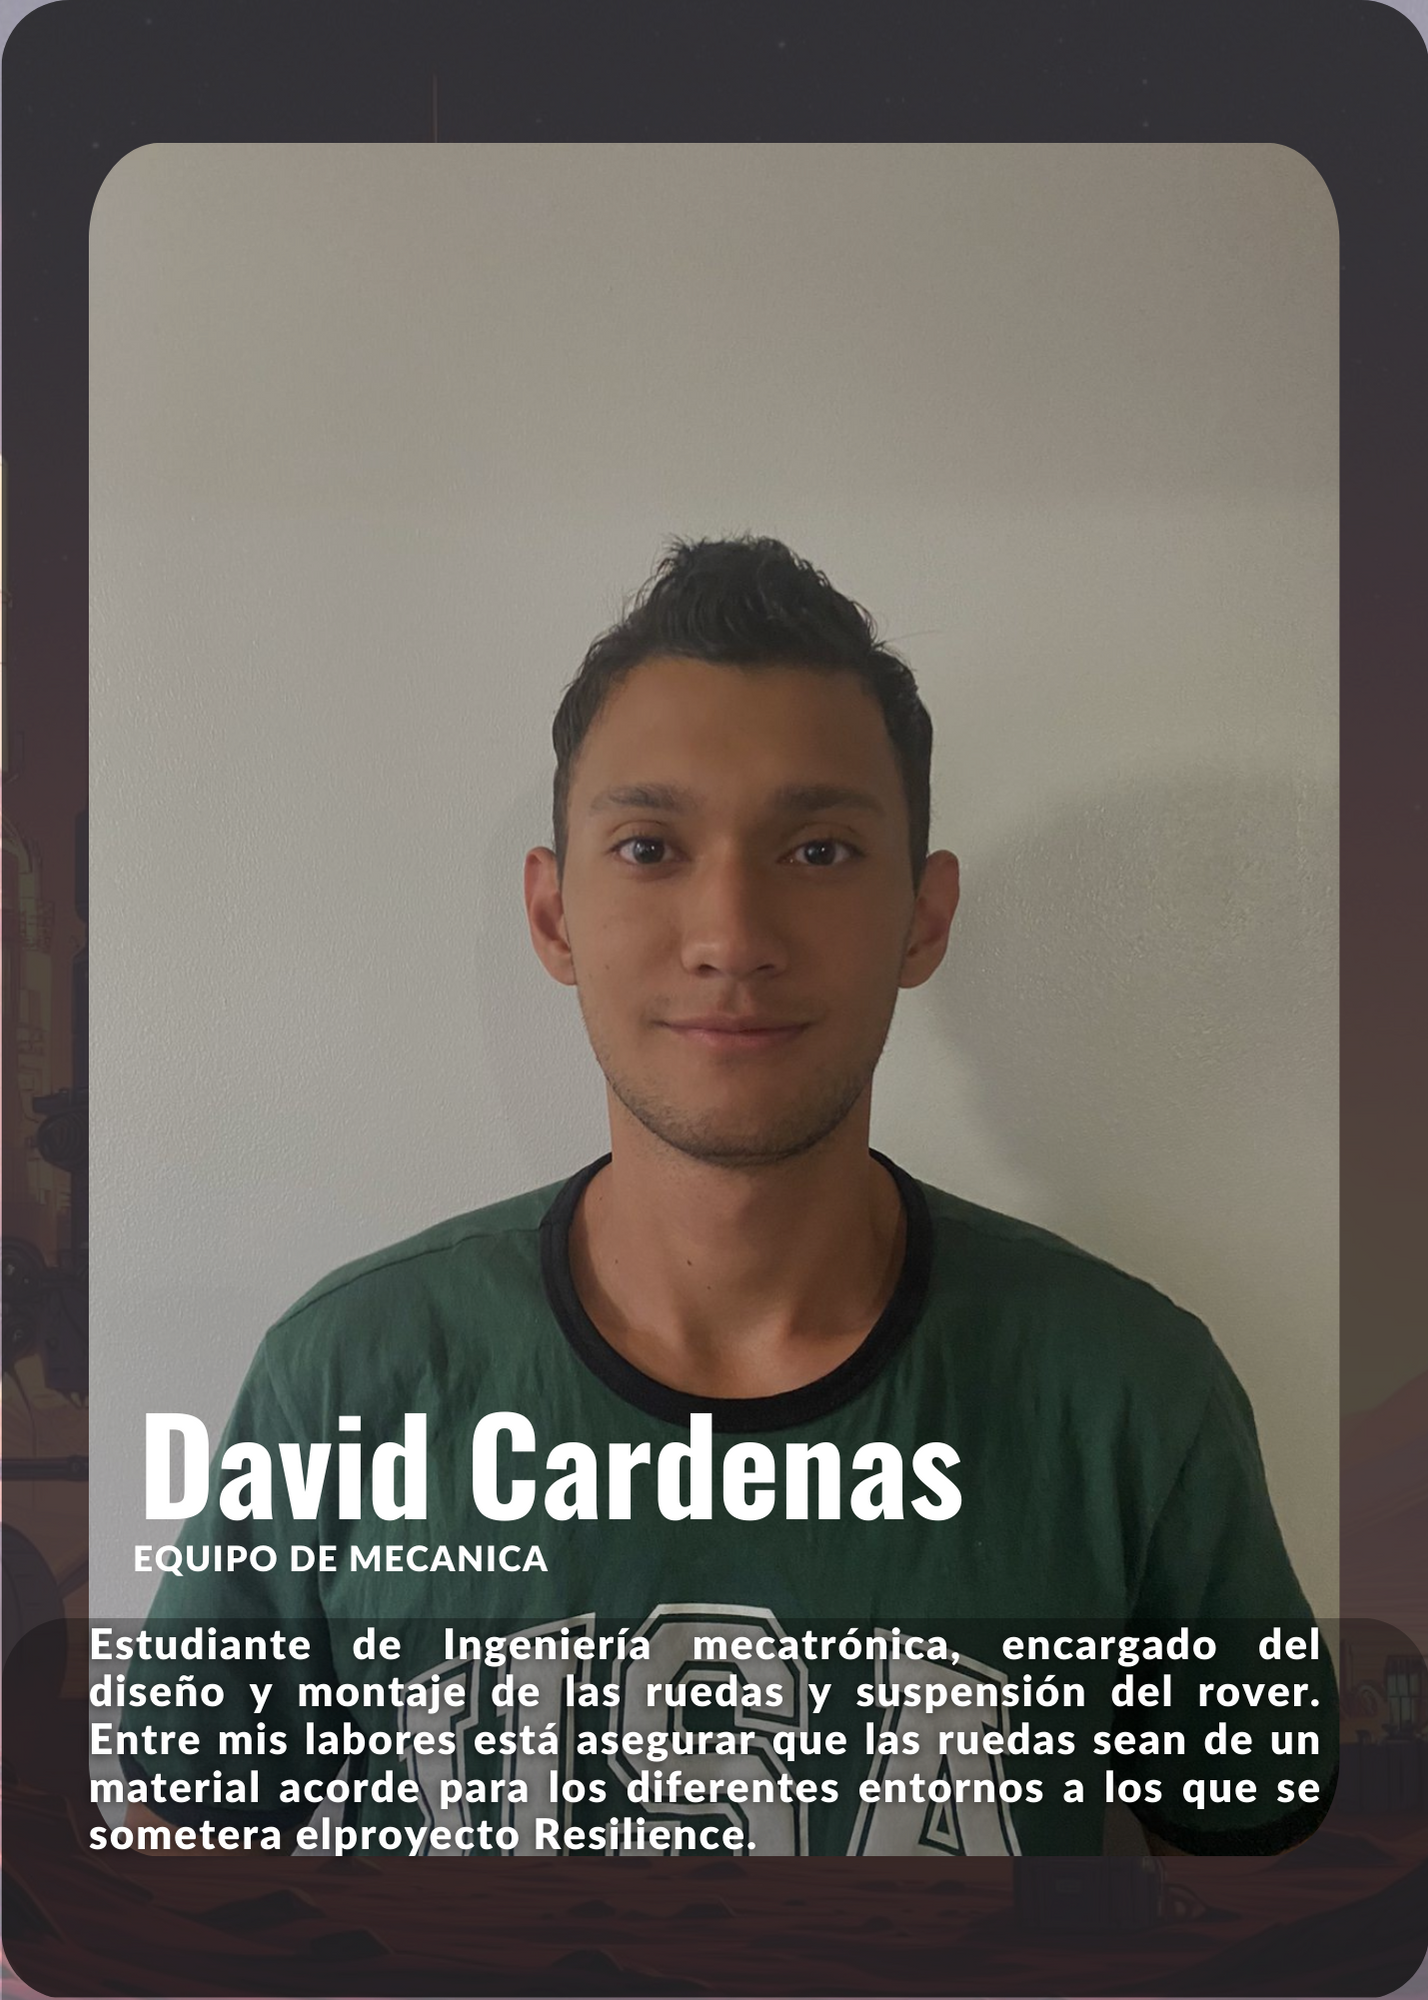 David Cardenas
EQUIPO DE MECANICA
Estudiante de Ingeniería mecatrónica, encargado del
diseño y montaje de las ruedas y suspensión del rover.
Entre mis labores está asegurar que las ruedas sean de un
material acorde para los diferentes entornos a los que se
sometera elproyecto Resilience.
USA